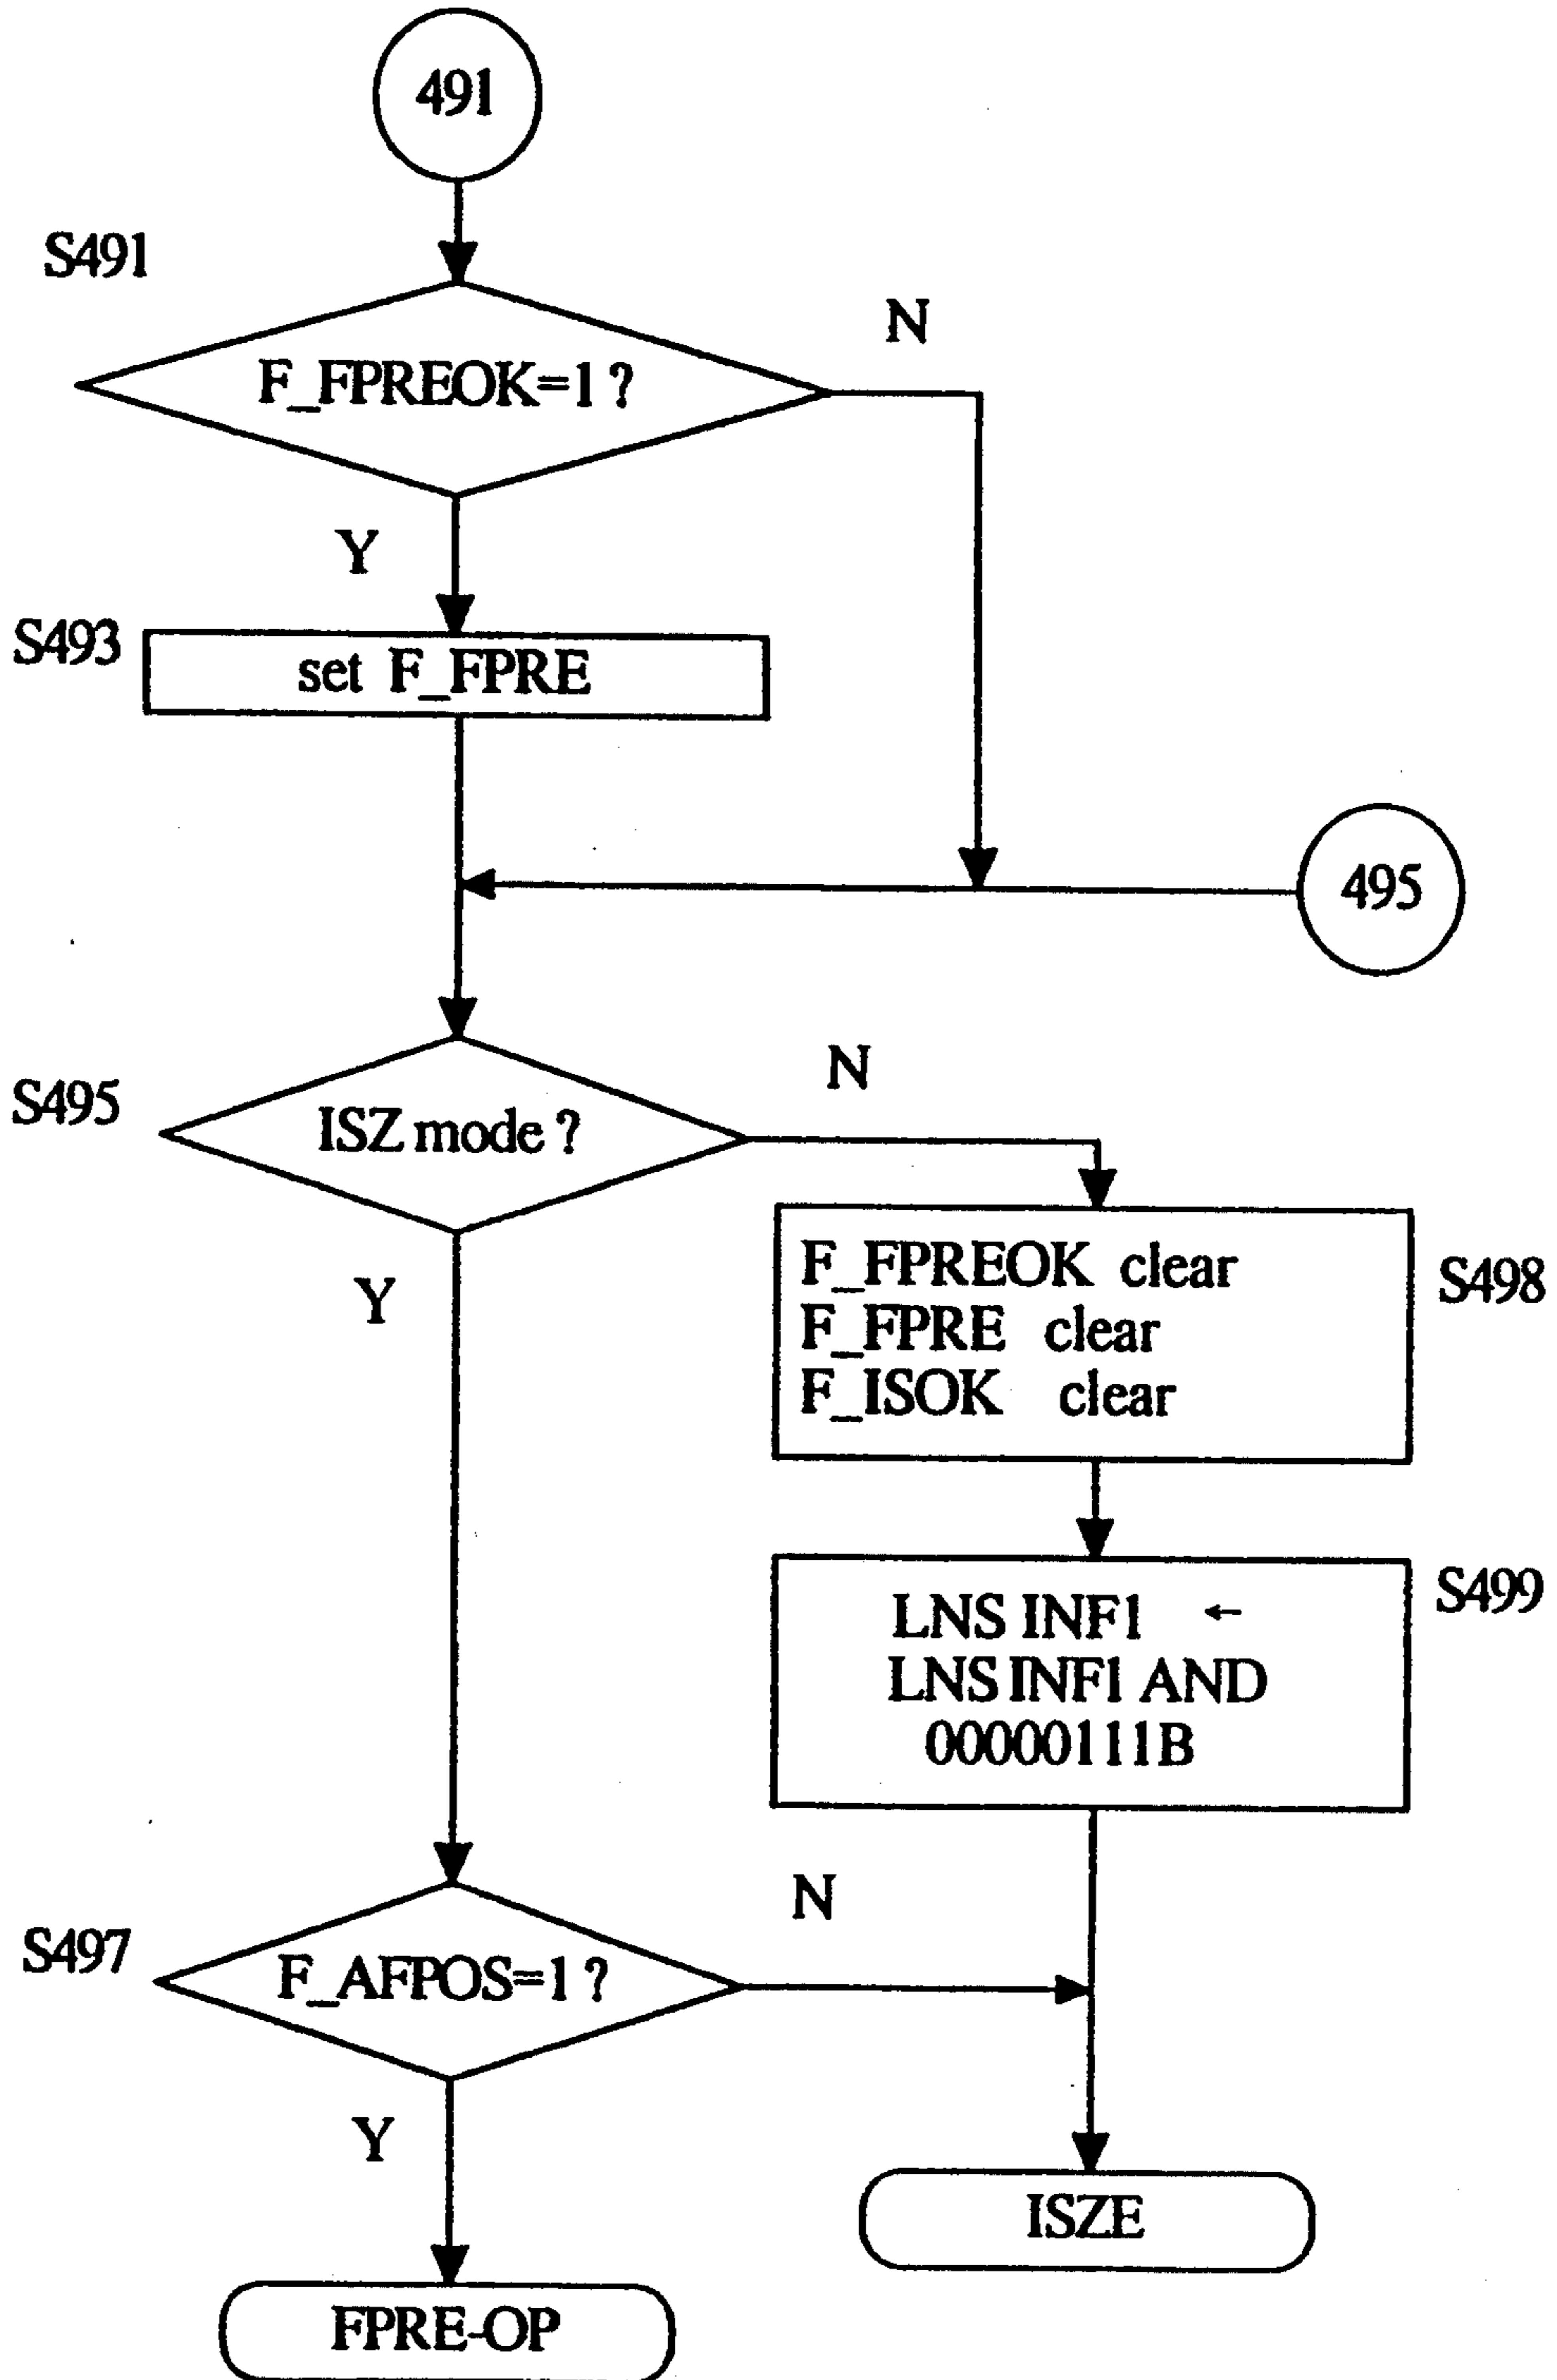 491
S491
F_FPREOK=1 ?
N
Y
S493
set F_FPRE
495
S495
ISZ mode ?
N
Y
F_FPREOK clear
F_FPRE clear
F_ISOK clear
S498
LNS INF1 ←
LNS INF1 AND
00000111B
S499
S497
F_AFPOS=1 ?
N
Y
ISZE
FPRE-OP